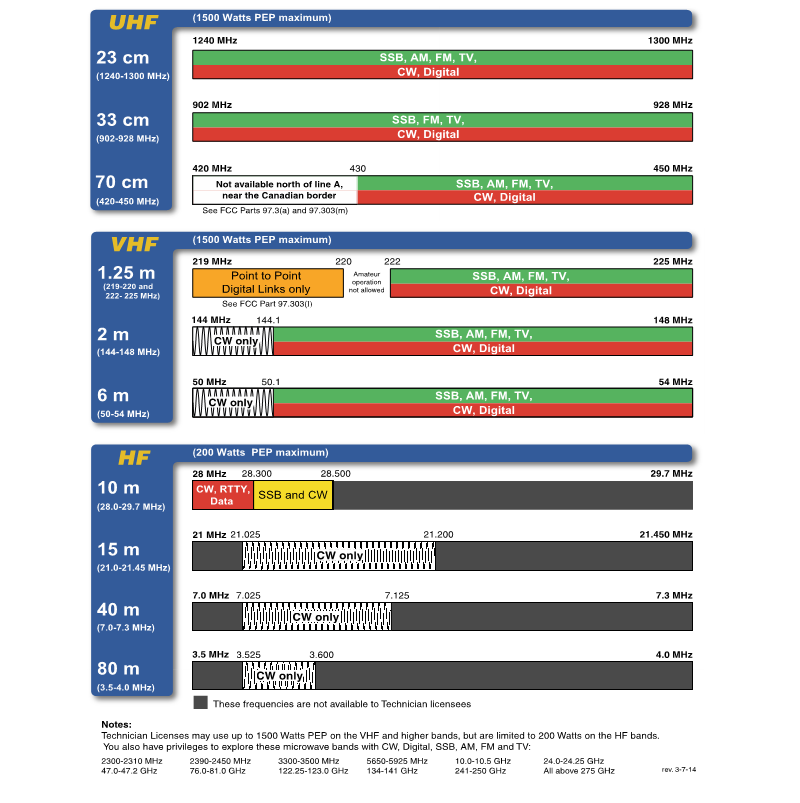 UHF
(1500 Watts PEP maximum)
23 cm
(1240-1300 MHz)
1240 MHz 1300 MHz
SSB, AM, FM, TV,
CW, Digital
33 cm
(902-928 MHz)
902 MHz 928 MHz
SSB, FM, TV,
CW, Digital
70 cm
(420-450 MHz)
420 MHz 430 450 MHz
Not available north of line A,
near the Canadian border
SSB, AM, FM, TV,
CW, Digital
See FCC Parts 97.3(a) and 97.303(m)
VHF
(1500 Watts PEP maximum)
1.25 m
(219-220 and
222- 225 MHz)
219 MHz 220 222 225 MHz
Point to Point
Digital Links only
Amateur
operation
not allowed
SSB, AM, FM, TV,
CW, Digital
See FCC Part 97.303(l)
2 m
(144-148 MHz)
144 MHz 144.1 148 MHz
CW only
SSB, AM, FM, TV,
CW, Digital
6 m
(50-54 MHz)
50 MHz 50.1 54 MHz
CW only
SSB, AM, FM, TV,
CW, Digital
HF
(200 Watts PEP maximum)
10 m
(28.0-29.7 MHz)
28 MHz 28.300 28.500 29.7 MHz
CW, RTTY,
Data
SSB and CW
15 m
(21.0-21.45 MHz)
21 MHz 21.025 21.200 21.450 MHz
CW only
40 m
(7.0-7.3 MHz)
7.0 MHz 7.025 7.125 7.3 MHz
CW only
80 m
(3.5-4.0 MHz)
3.5 MHz 3.525 3.600 4.0 MHz
CW only
These frequencies are not available to Technician licensees
Notes:
Technician Licenses may use up to 1500 Watts PEP on the VHF and higher bands, but are limited to 200 Watts on the HF bands.
You also have privileges to explore these microwave bands with CW, Digital, SSB, AM, FM and TV:
2300-2310 MHz 2390-2450 MHz 3300-3500 MHz 5650-5925 MHz 10.0-10.5 GHz 24.0-24.25 GHz
47.0-47.2 GHz 76.0-81.0 GHz 122.25-123.0 GHz 134-141 GHz 241-250 GHz All above 275 GHz
rev. 3-7-14